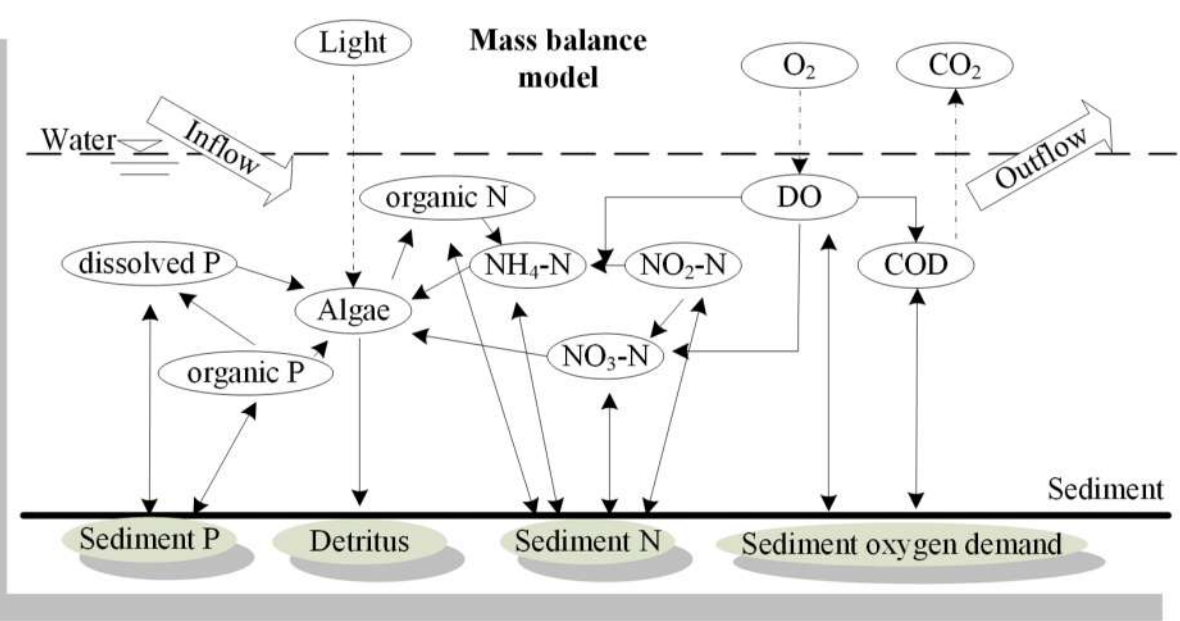 Light
Mass balance
model
O₂
CO₂
Water
Inflow
Outflow
organic N
DO
dissolved P
NH₄-N
NO₂-N
COD
Algae
NO₃-N
organic P
Sediment
Sediment P
Detritus
Sediment N
Sediment oxygen demand